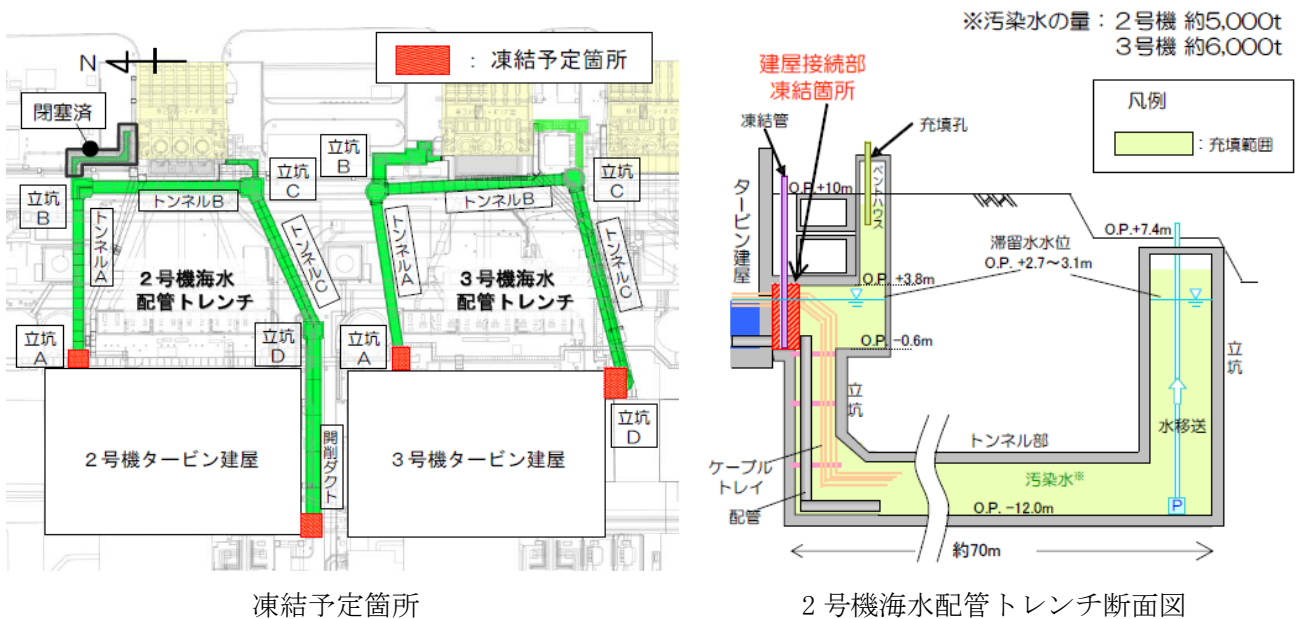 ※汚染水の量：２号機 約5,000t
３号機 約6,000t
N
： 凍結予定箇所
閉塞済
立坑
B
トンネルB
立坑
C
トンネルA
トンネルC
２号機海水
配管トレンチ
立坑
A
立坑
D
２号機タービン建屋
開削ダクト
立坑
B
トンネルB
立坑
C
トンネルA
トンネルC
３号機海水
配管トレンチ
立坑
A
立坑
D
３号機タービン建屋
凍結予定箇所
建屋接続部
凍結箇所
凍結管
充填孔
凡例
：充填範囲
タービン建屋
O.P.+10m
ペントハウス
O.P.+7.4m
滞留水水位
O.P. +2.7～3.1m
O.P. +3.8m
O.P. -0.6m
立坑
立坑
トンネル部
水移送
ケーブル
トレイ
汚染水※
配管
O.P. -12.0m
P
約70m
２号機海水配管トレンチ断面図